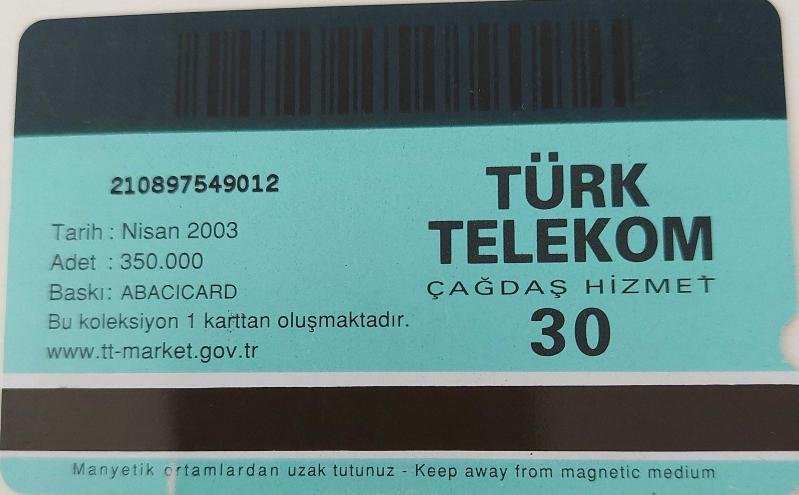 210897549012
Tarih : Nisan 2003
Adet : 350.000
Baskı: ABACICARD
Bu koleksiyon 1 karttan oluşmaktadır.
www.tt-market.gov.tr
TÜRK
TELEKOM
ÇAĞDAŞ HİZMET
30
Manyetik ortamlardan uzak tutunuz - Keep away from magnetic medium